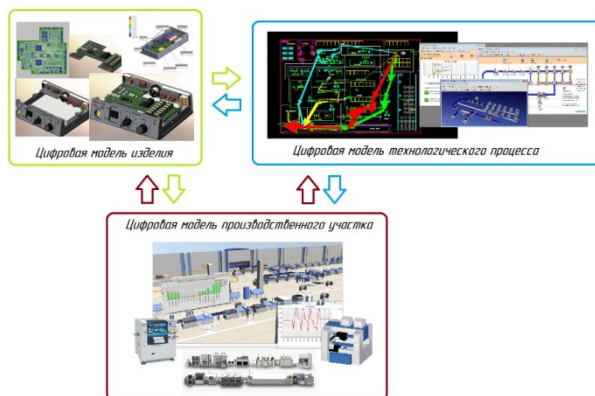 Цифровая модель изделия
Цифровая модель технологического процесса
Цифровая модель производственного участка